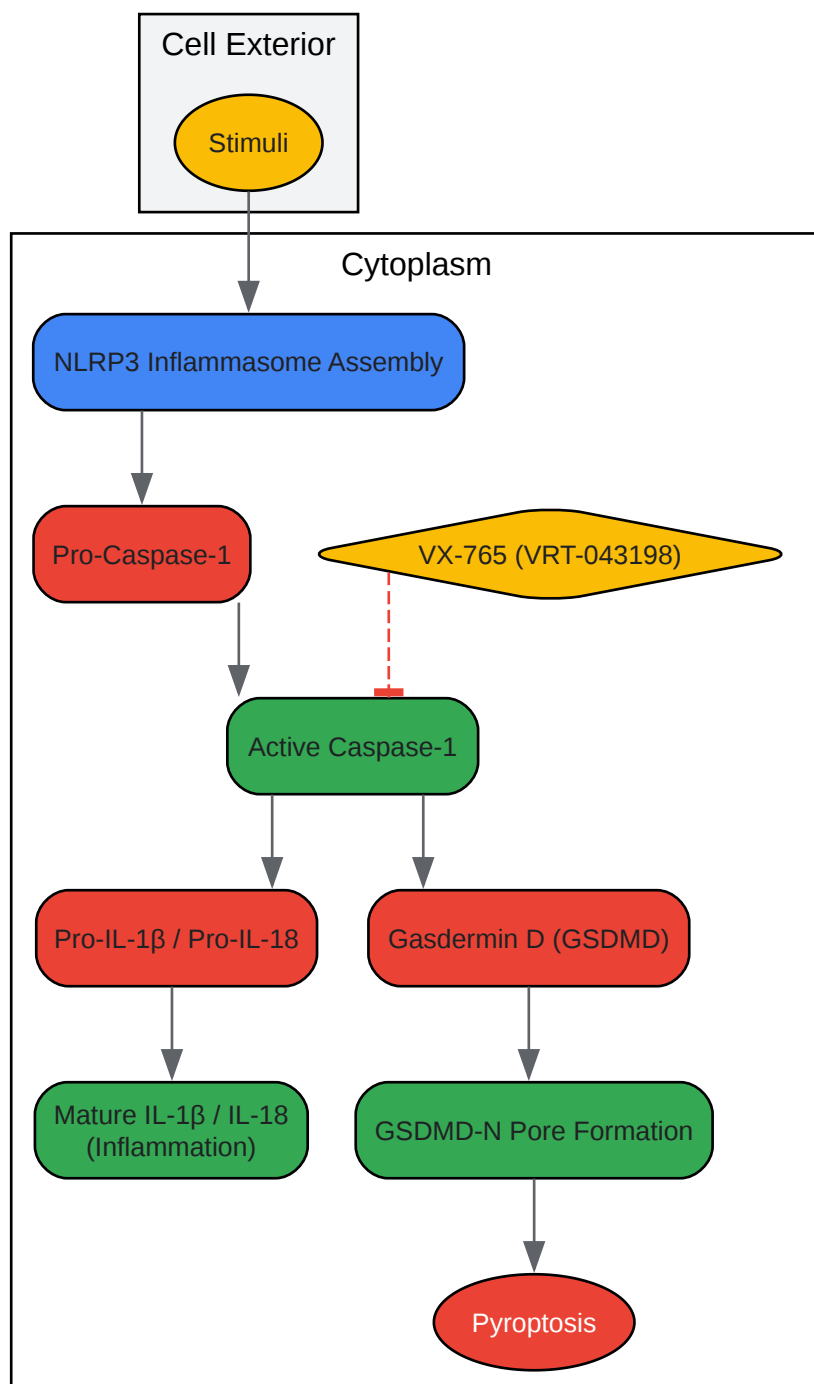 Cell Exterior
Stimuli
Cytoplasm
NLRP3 Inflammasome Assembly
Pro-Caspase-1
VX-765 (VRT-043198)
Active Caspase-1
Pro-IL-1β / Pro-IL-18
Gasdermin D (GSDMD)
Mature IL-1β / IL-18
(Inflammation)
GSDMD-N Pore Formation
Pyroptosis